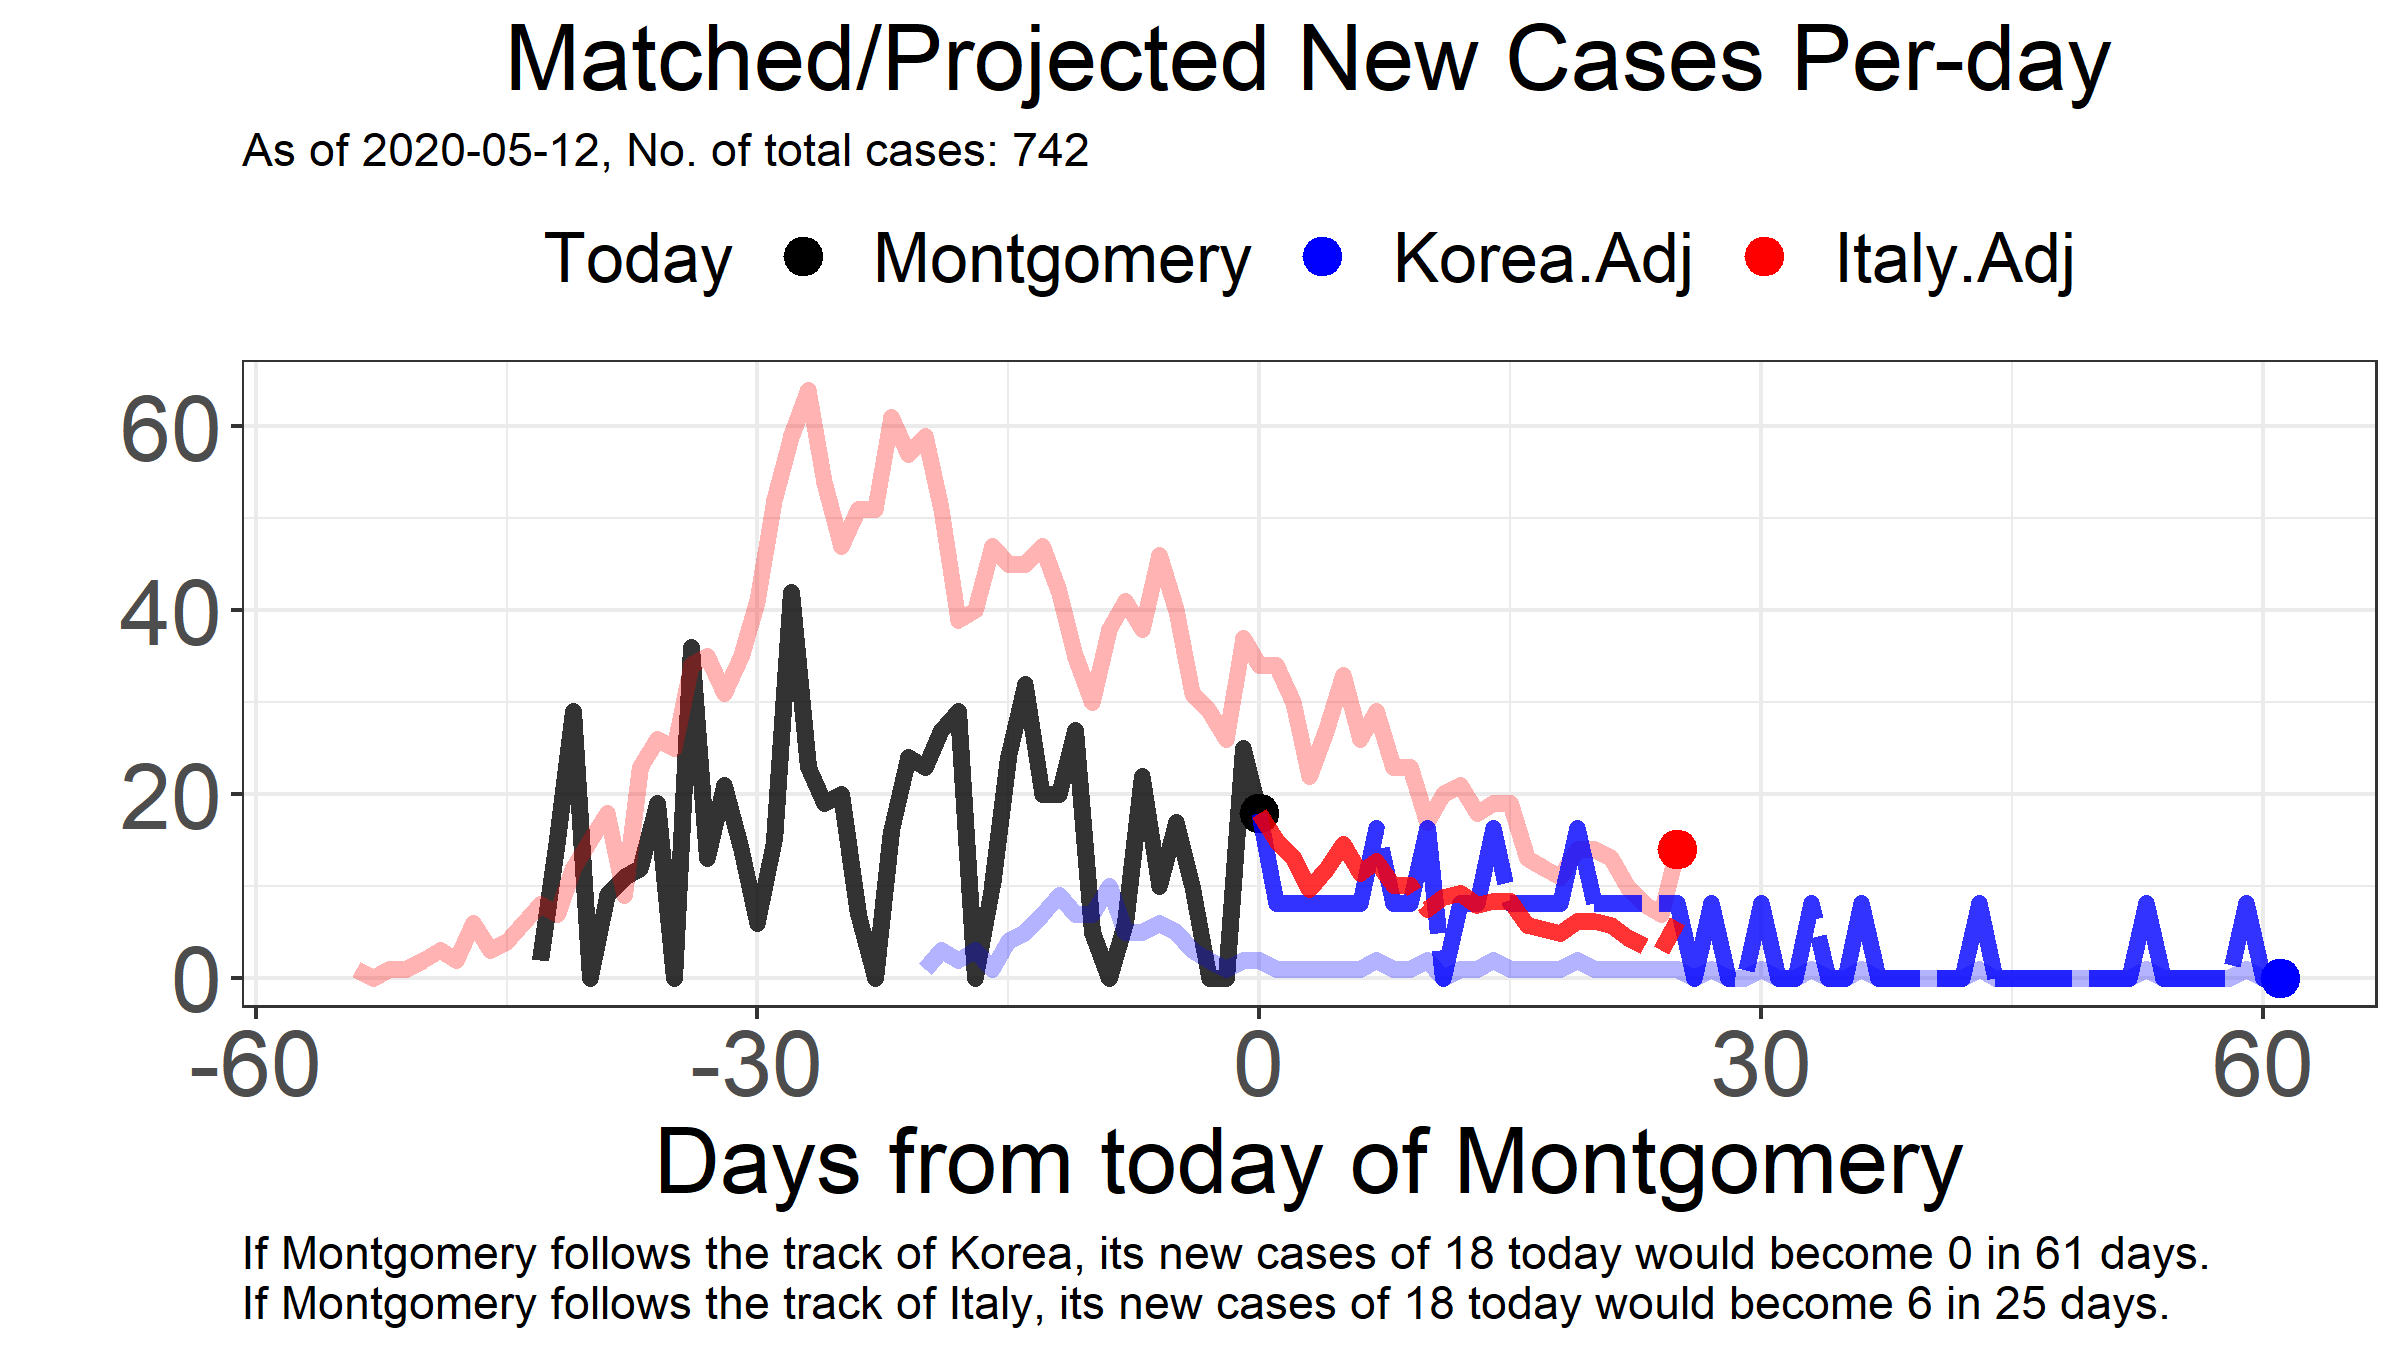 Matched/Projected New Cases Per-day
As of 2020-05-12, No. of total cases: 742
Today Montgomery Korea.Adj Italy.Adj
60
40
20
0
-60 -30 0 30 60
Days from today of Montgomery
If Montgomery follows the track of Korea, its new cases of 18 today would become 0 in 61 days.
If Montgomery follows the track of Italy, its new cases of 18 today would become 6 in 25 days.